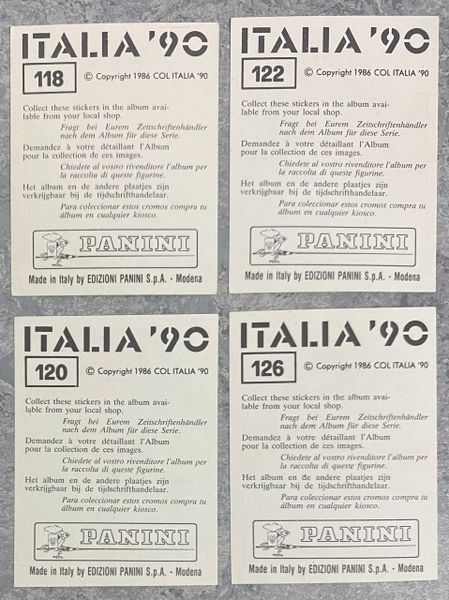 ITALIA '90
118
© Copyright 1986 COL ITALIA '90
Collect these stickers in the album avai-
lable from your local shop.
Fragt bei Eurem Zeitschriftenhändler
nach dem Album für diese Serie.
Demandez à votre détaillant l'Album
pour la collection de ces images.
Chiedete al vostro rivenditore l'album per
la raccolta di queste figurine.
Het album en de andere plaatjes zijn
verkrijgbaar bij de tijdschrifthandelaar.
Para coleccionar estos cromos compra tu
álbum en cualquier kiosco.
PANINI
Made in Italy by EDIZIONI PANINI S.p.A. - Modena
ITALIA '90
122
© Copyright 1986 COL ITALIA '90
Collect these stickers in the album avai-
lable from your local shop.
Fragt bei Eurem Zeitschriftenhändler
nach dem Album für diese Serie.
Demandez à votre détaillant l'Album
pour la collection de ces images.
Chiedete al vostro rivenditore l'album per
la raccolta di queste figurine.
Het album en de andere plaatjes zijn
verkrijgbaar bij de tijdschrifthandelaar.
Para coleccionar estos cromos compra tu
álbum en cualquier kiosco.
PANINI
Made in Italy by EDIZIONI PANINI S.p.A. - Modena
ITALIA '90
120
© Copyright 1986 COL ITALIA '90
Collect these stickers in the album avai-
lable from your local shop.
Fragt bei Eurem Zeitschriftenhändler
nach dem Album für diese Serie.
Demandez à votre détaillant l'Album
pour la collection de ces images.
Chiedete al vostro rivenditore l'album per
la raccolta di queste figurine.
Het album en de andere plaatjes zijn
verkrijgbaar bij de tijdschrifthandelaar.
Para coleccionar estos cromos compra tu
álbum en cualquier kiosco.
PANINI
Made in Italy by EDIZIONI PANINI S.p.A. - Modena
ITALIA '90
126
© Copyright 1986 COL ITALIA '90
Collect these stickers in the album avai-
lable from your local shop.
Fragt bei Eurem Zeitschriftenhändler
nach dem Album für diese Serie.
Demandez à votre détaillant l'Album
pour la collection de ces images.
Chiedete al vostro rivenditore l'album per
la raccolta di queste figurine.
Het album en de andere plaatjes zijn
verkrijgbaar bij de tijdschrifthandelaar.
Para coleccionar estos cromos compra tu
álbum en cualquier kiosco.
PANINI
Made in Italy by EDIZIONI PANINI S.p.A. - Modena